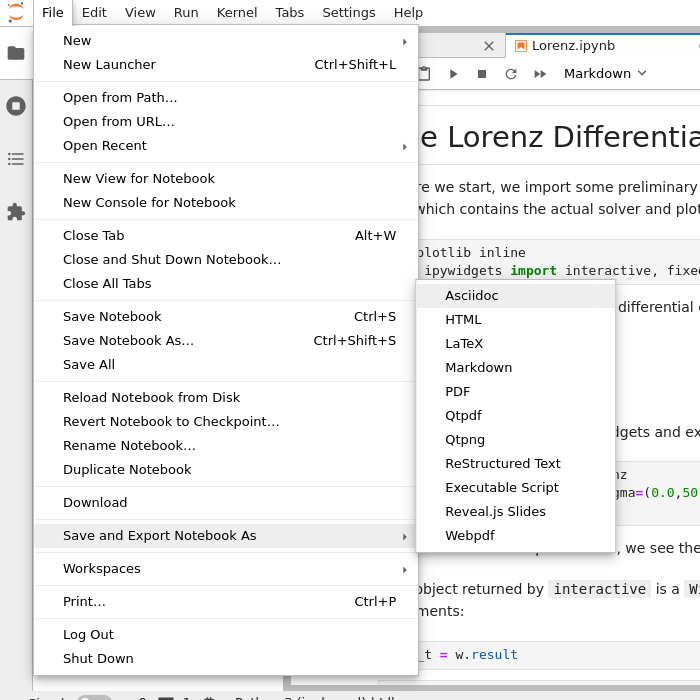 File Edit View Run Kernel Tabs Settings Help
New
New Launcher Ctrl+Shift+L
Open from Path…
Open from URL…
Open Recent
New View for Notebook
New Console for Notebook
Close Tab Alt+W
Close and Shut Down Notebook…
Close All Tabs
Save Notebook Ctrl+S
Save Notebook As… Ctrl+Shift+S
Save All
Reload Notebook from Disk
Revert Notebook to Checkpoint…
Rename Notebook…
Duplicate Notebook
Download
Save and Export Notebook As
Workspaces
Print… Ctrl+P
Log Out
Shut Down
Asciidoc
HTML
LaTeX
Markdown
PDF
Qtpdf
Qtpng
ReStructured Text
Executable Script
Reveal.js Slides
Webpdf
Lorenz.ipynb
Markdown
e Lorenz Differentia
re we start, we import some preliminary
which contains the actual solver and plot
plotlib inline
ipywidgets import interactive, fixe
differential
dgets and ex
nz
gma=(0.0,50
, we see the
object returned by interactive is a W
ments:
_t = w.result